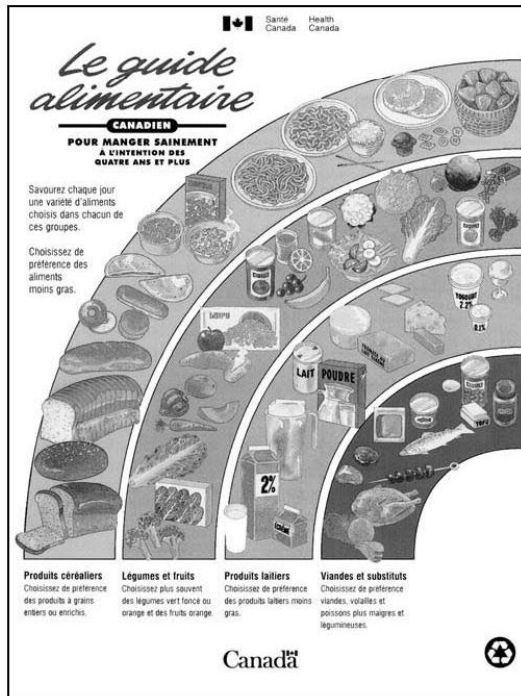 Santé Health
Canada Canada
Le guide
alimentaire
CANADIEN
POUR MANGER SAINEMENT
À L'INTENTION DES
QUATRE ANS ET PLUS
Savourez chaque jour
une variété d'aliments
choisis dans chacun de
ces groupes.
Choisissez de
préférence des
aliments
moins gras.
YOGOURT
2.2%
0.1%
LAIT
POUDRE
2%
TOFU
Produits céréaliers
Choisissez de préférence
des produits à grains
entiers ou enrichis.
Légumes et fruits
Choisissez plus souvent
des légumes vert foncé ou
orange et des fruits orange.
Produits laitiers
Choisissez de préférence
des produits laitiers moins
gras.
Viandes et substituts
Choisissez de préférence
viandes, volailles et
poissons plus maigres et
légumineuses.
Canada